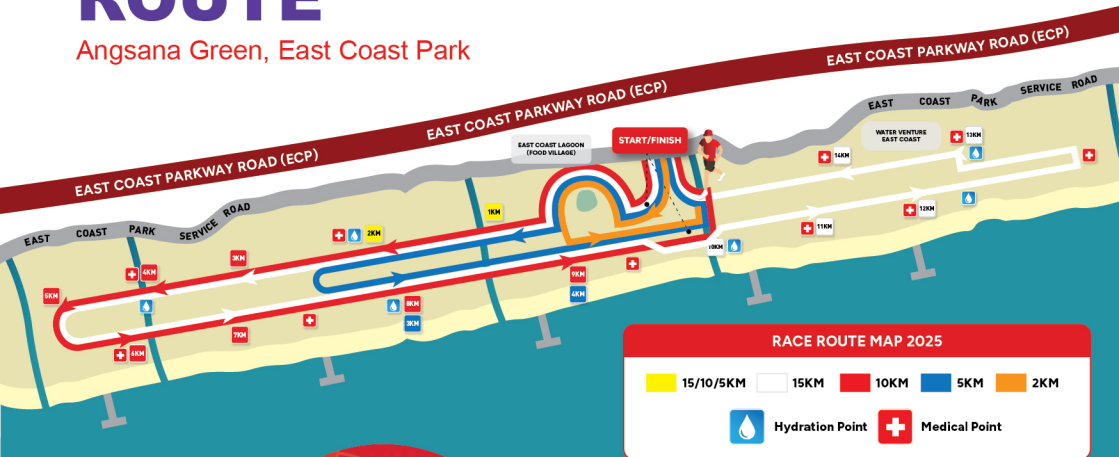 ROUTE
Angsana Green, East Coast Park
EAST COAST PARKWAY ROAD (ECP)
EAST COAST PARKWAY ROAD (ECP)
EAST COAST PARKWAY ROAD (ECP)
EAST COAST PARK SERVICE ROAD
EAST COAST PARK SERVICE ROAD
EAST COAST LAGOON
(FOOD VILLAGE)
START/FINISH
WATER VENTURE
EAST COAST
13KM
14KM
12KM
11KM
10KM
1KM
2KM
3KM
4KM
5KM
6KM
7KM
8KM
3KM
9KM
4KM
RACE ROUTE MAP 2025
15/10/5KM
15KM
10KM
5KM
2KM
Hydration Point
Medical Point